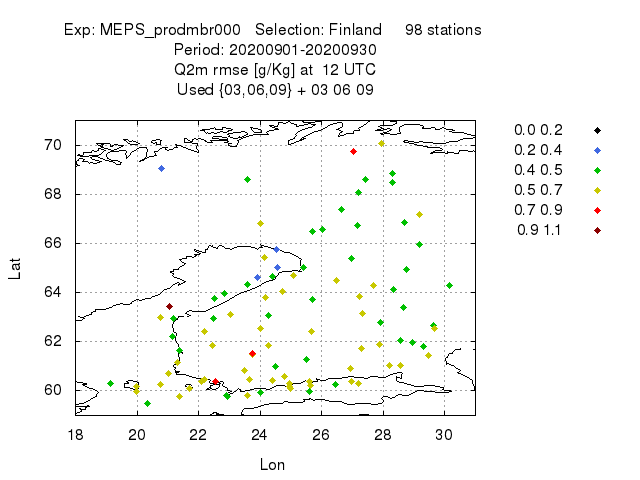 Exp: MEPS_prodmbr000 Selection: Finland 98 stations
Period: 20200901-20200930
Q2m rmse [g/Kg] at 12 UTC
Used {03,06,09} + 03 06 09
0.0 0.2
0.2 0.4
0.4 0.5
0.5 0.7
0.7 0.9
0.9 1.1
70
68
66
64
62
60
Lat
18 20 22 24 26 28 30
Lon